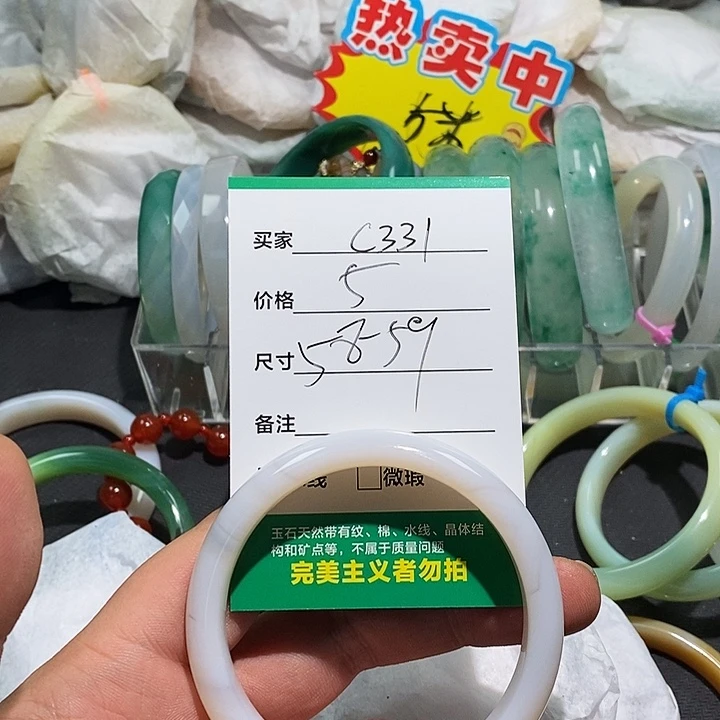 热卖中
买家 C331
价格 5
尺寸 58-59
备注
线 微瑕
玉石天然带有纹、棉、水线、晶体结
构和矿点等，不属于质量问题
完美主义者勿拍